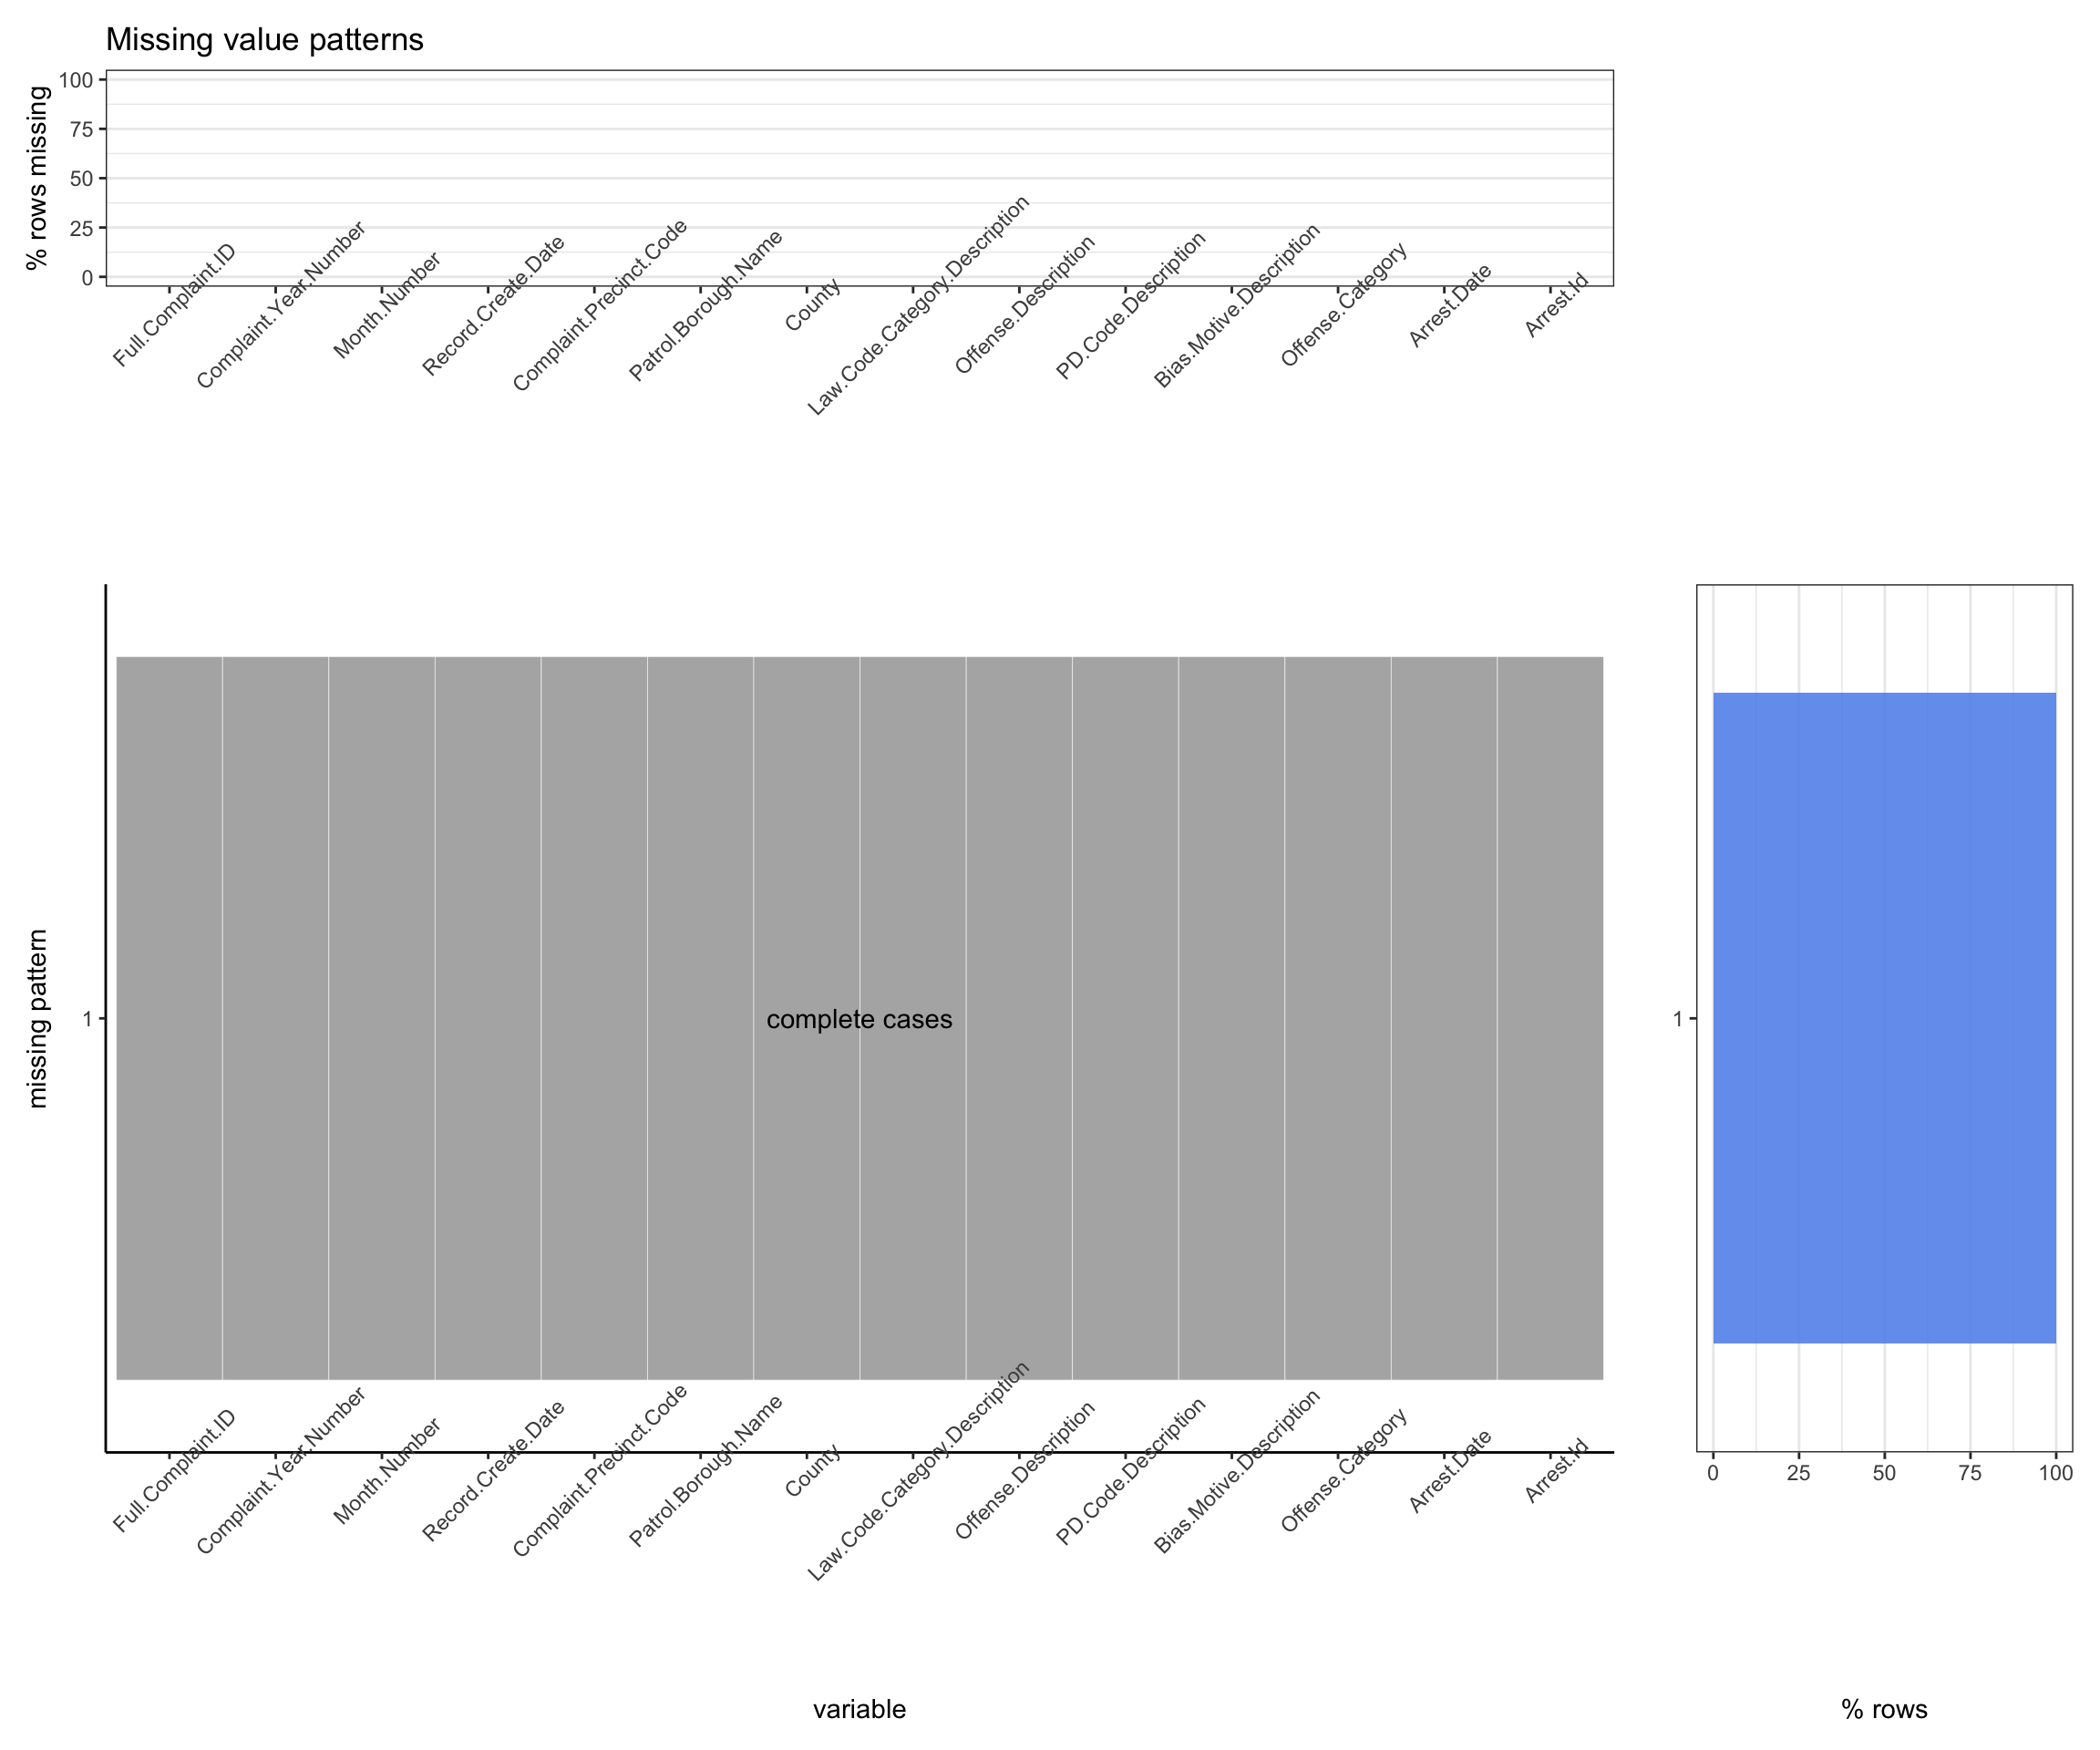 Missing value patterns
% rows missing
100
75
50
25
0
Full.Complaint.ID
Complaint.Year.Number
Month.Number
Record.Create.Date
Complaint.Precinct.Code
Patrol.Borough.Name
County
Law.Code.Category.Description
Offense.Description
PD.Code.Description
Bias.Motive.Description
Offense.Category
Arrest.Date
Arrest.Id
missing pattern
1
complete cases
Full.Complaint.ID
Complaint.Year.Number
Month.Number
Record.Create.Date
Complaint.Precinct.Code
Patrol.Borough.Name
County
Law.Code.Category.Description
Offense.Description
PD.Code.Description
Bias.Motive.Description
Offense.Category
Arrest.Date
Arrest.Id
variable
1
0 25 50 75 100
% rows